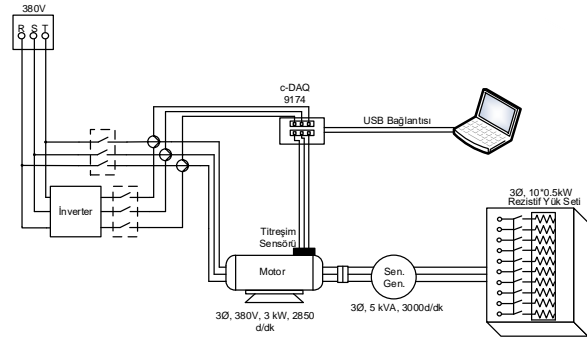 380V
R S T
c-DAQ
9174
USB Bağlantısı
İnverter
Titreşim
Sensörü
Motor
3Ø, 380V, 3 kW, 2850
d/dk
Sen.
Gen.
3Ø, 5 kVA, 3000d/dk
3Ø, 10*0.5kW
Rezistif Yük Seti